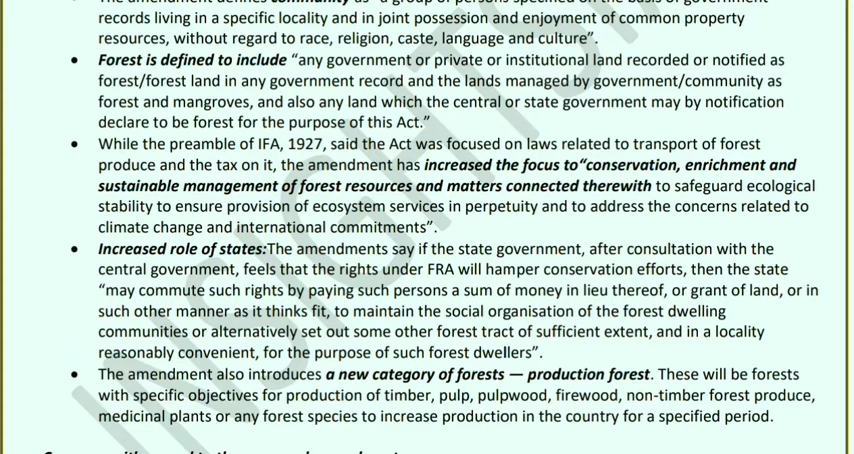 The amendment defines community as "a group of persons specified on the basis of government
records living in a specific locality and in joint possession and enjoyment of common property
resources, without regard to race, religion, caste, language and culture".
• Forest is defined to include "any government or private or institutional land recorded or notified as
forest/forest land in any government record and the lands managed by government/community as
forest and mangroves, and also any land which the central or state government may by notification
declare to be forest for the purpose of this Act."
• While the preamble of IFA, 1927, said the Act was focused on laws related to transport of forest
produce and the tax on it, the amendment has increased the focus to"conservation, enrichment and
sustainable management of forest resources and matters connected therewith to safeguard ecological
stability to ensure provision of ecosystem services in perpetuity and to address the concerns related to
climate change and international commitments".
• Increased role of states:The amendments say if the state government, after consultation with the
central government, feels that the rights under FRA will hamper conservation efforts, then the state
"may commute such rights by paying such persons a sum of money in lieu thereof, or grant of land, or in
such other manner as it thinks fit, to maintain the social organisation of the forest dwelling
communities or alternatively set out some other forest tract of sufficient extent, and in a locality
reasonably convenient, for the purpose of such forest dwellers".
• The amendment also introduces a new category of forests — production forest. These will be forests
with specific objectives for production of timber, pulp, pulpwood, firewood, non-timber forest produce,
medicinal plants or any forest species to increase production in the country for a specified period.
INSIGHTS